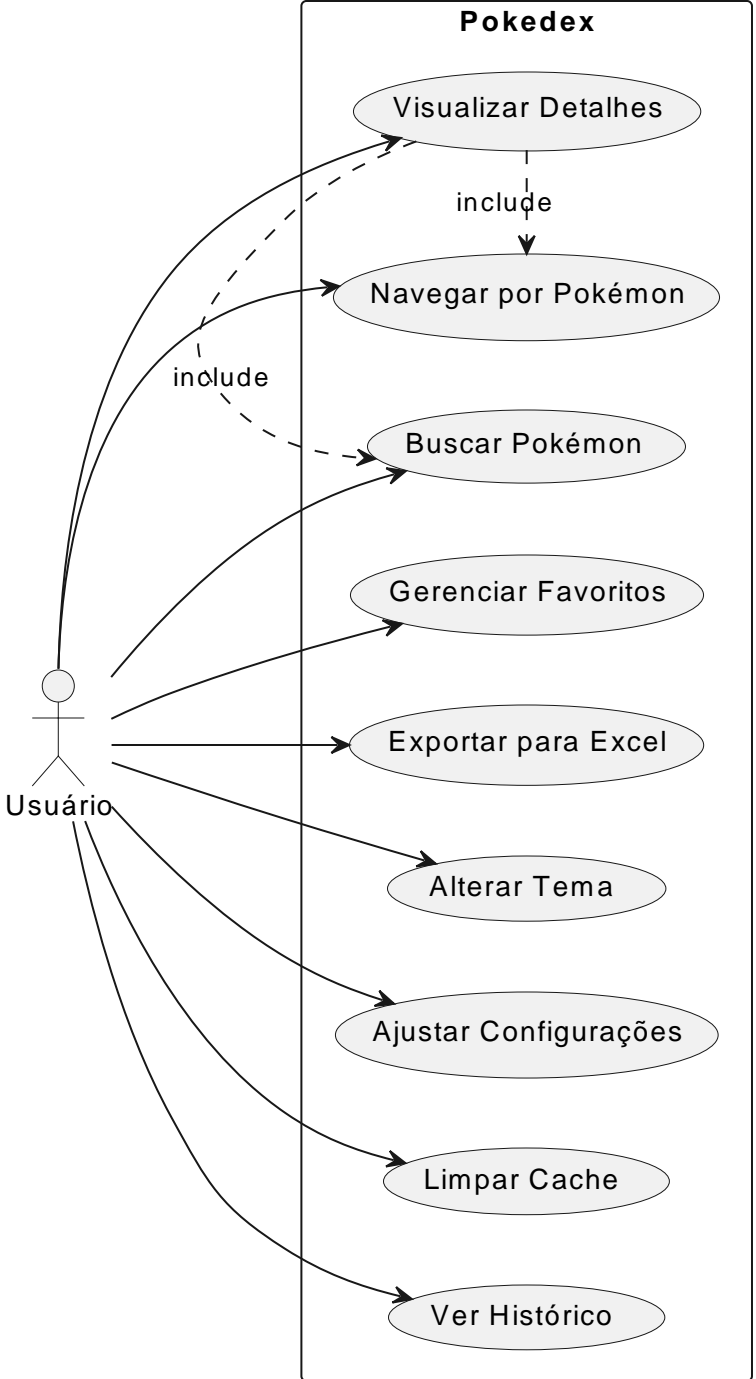 Pokedex
Visualizar Detalhes
include
Navegar por Pokémon
include
Buscar Pokémon
Gerenciar Favoritos
Exportar para Excel
Usuário
Alterar Tema
Ajustar Configurações
Limpar Cache
Ver Histórico